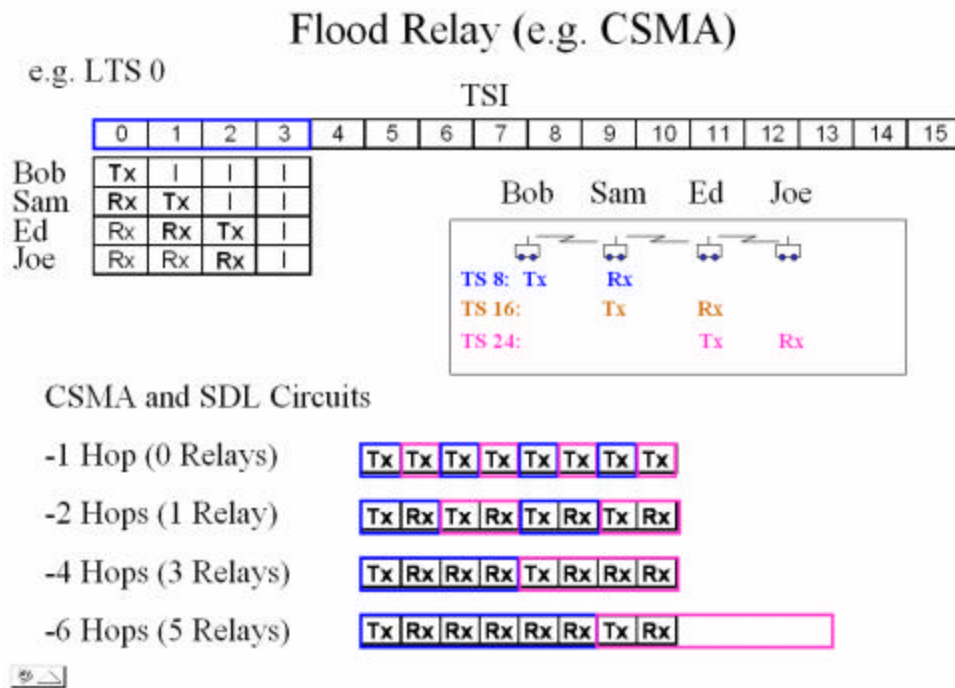 Flood Relay (e.g. CSMA)
e.g. LTS 0
TSI
0 1 2 3 4 5 6 7 8 9 10 11 12 13 14 15
Bob Tx I I I
Sam Rx Tx I I
Ed Rx Rx Tx I
Joe Rx Rx Rx I
Bob Sam Ed Joe
TS 8: Tx Rx
TS 16: Tx Rx
TS 24: Tx Rx
CSMA and SDL Circuits
-1 Hop (0 Relays) Tx Tx Tx Tx Tx Tx Tx Tx
-2 Hops (1 Relay) Tx Rx Tx Rx Tx Rx Tx Rx
-4 Hops (3 Relays) Tx Rx Rx Rx Tx Rx Rx Rx
-6 Hops (5 Relays) Tx Rx Rx Rx Rx Rx Tx Rx